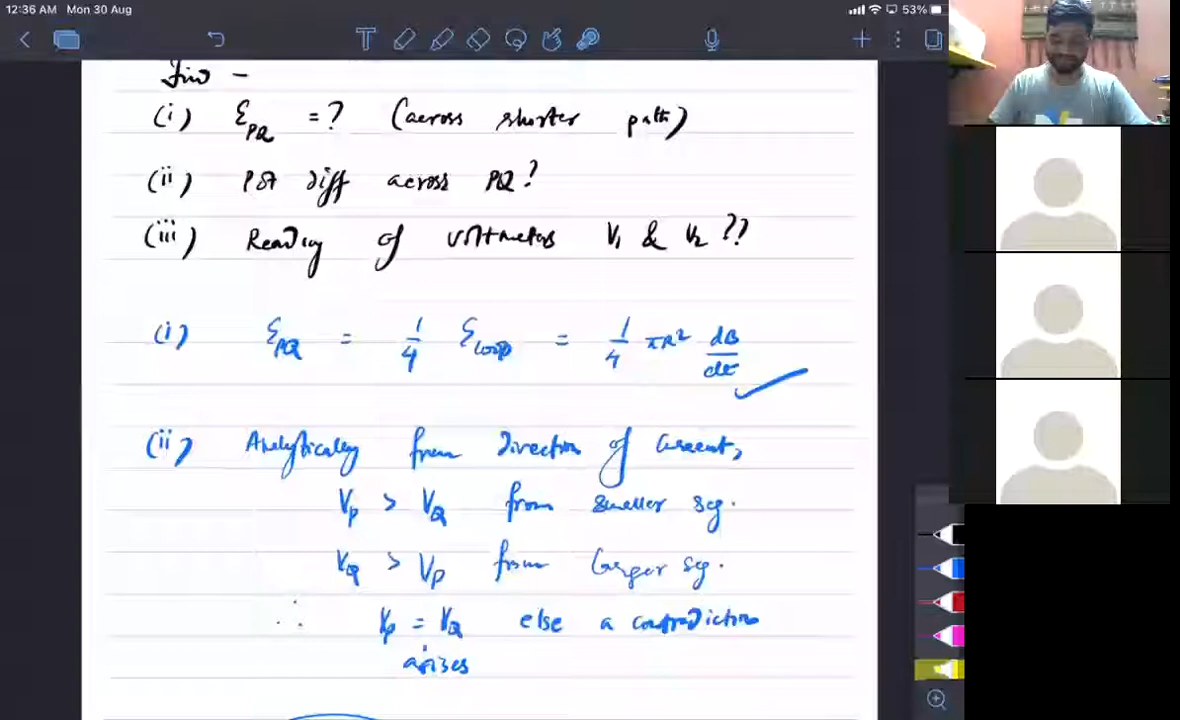 12:36 AM Mon 30 Aug
53%
Find -
(i) ε_PQ = ? (across shorter path)
(ii) Pot diff across PQ?
(iii) Reading of voltmeters V₁ & V₂ ??
(i) ε_PQ = 1/4 ε_loop = 1/4 πR² dB/dt
(ii) Analytically from direction of current,
V_P > V_Q from smaller seg.
V_Q > V_P from larger seg.
∴ V_P = V_Q else a contradiction
arises